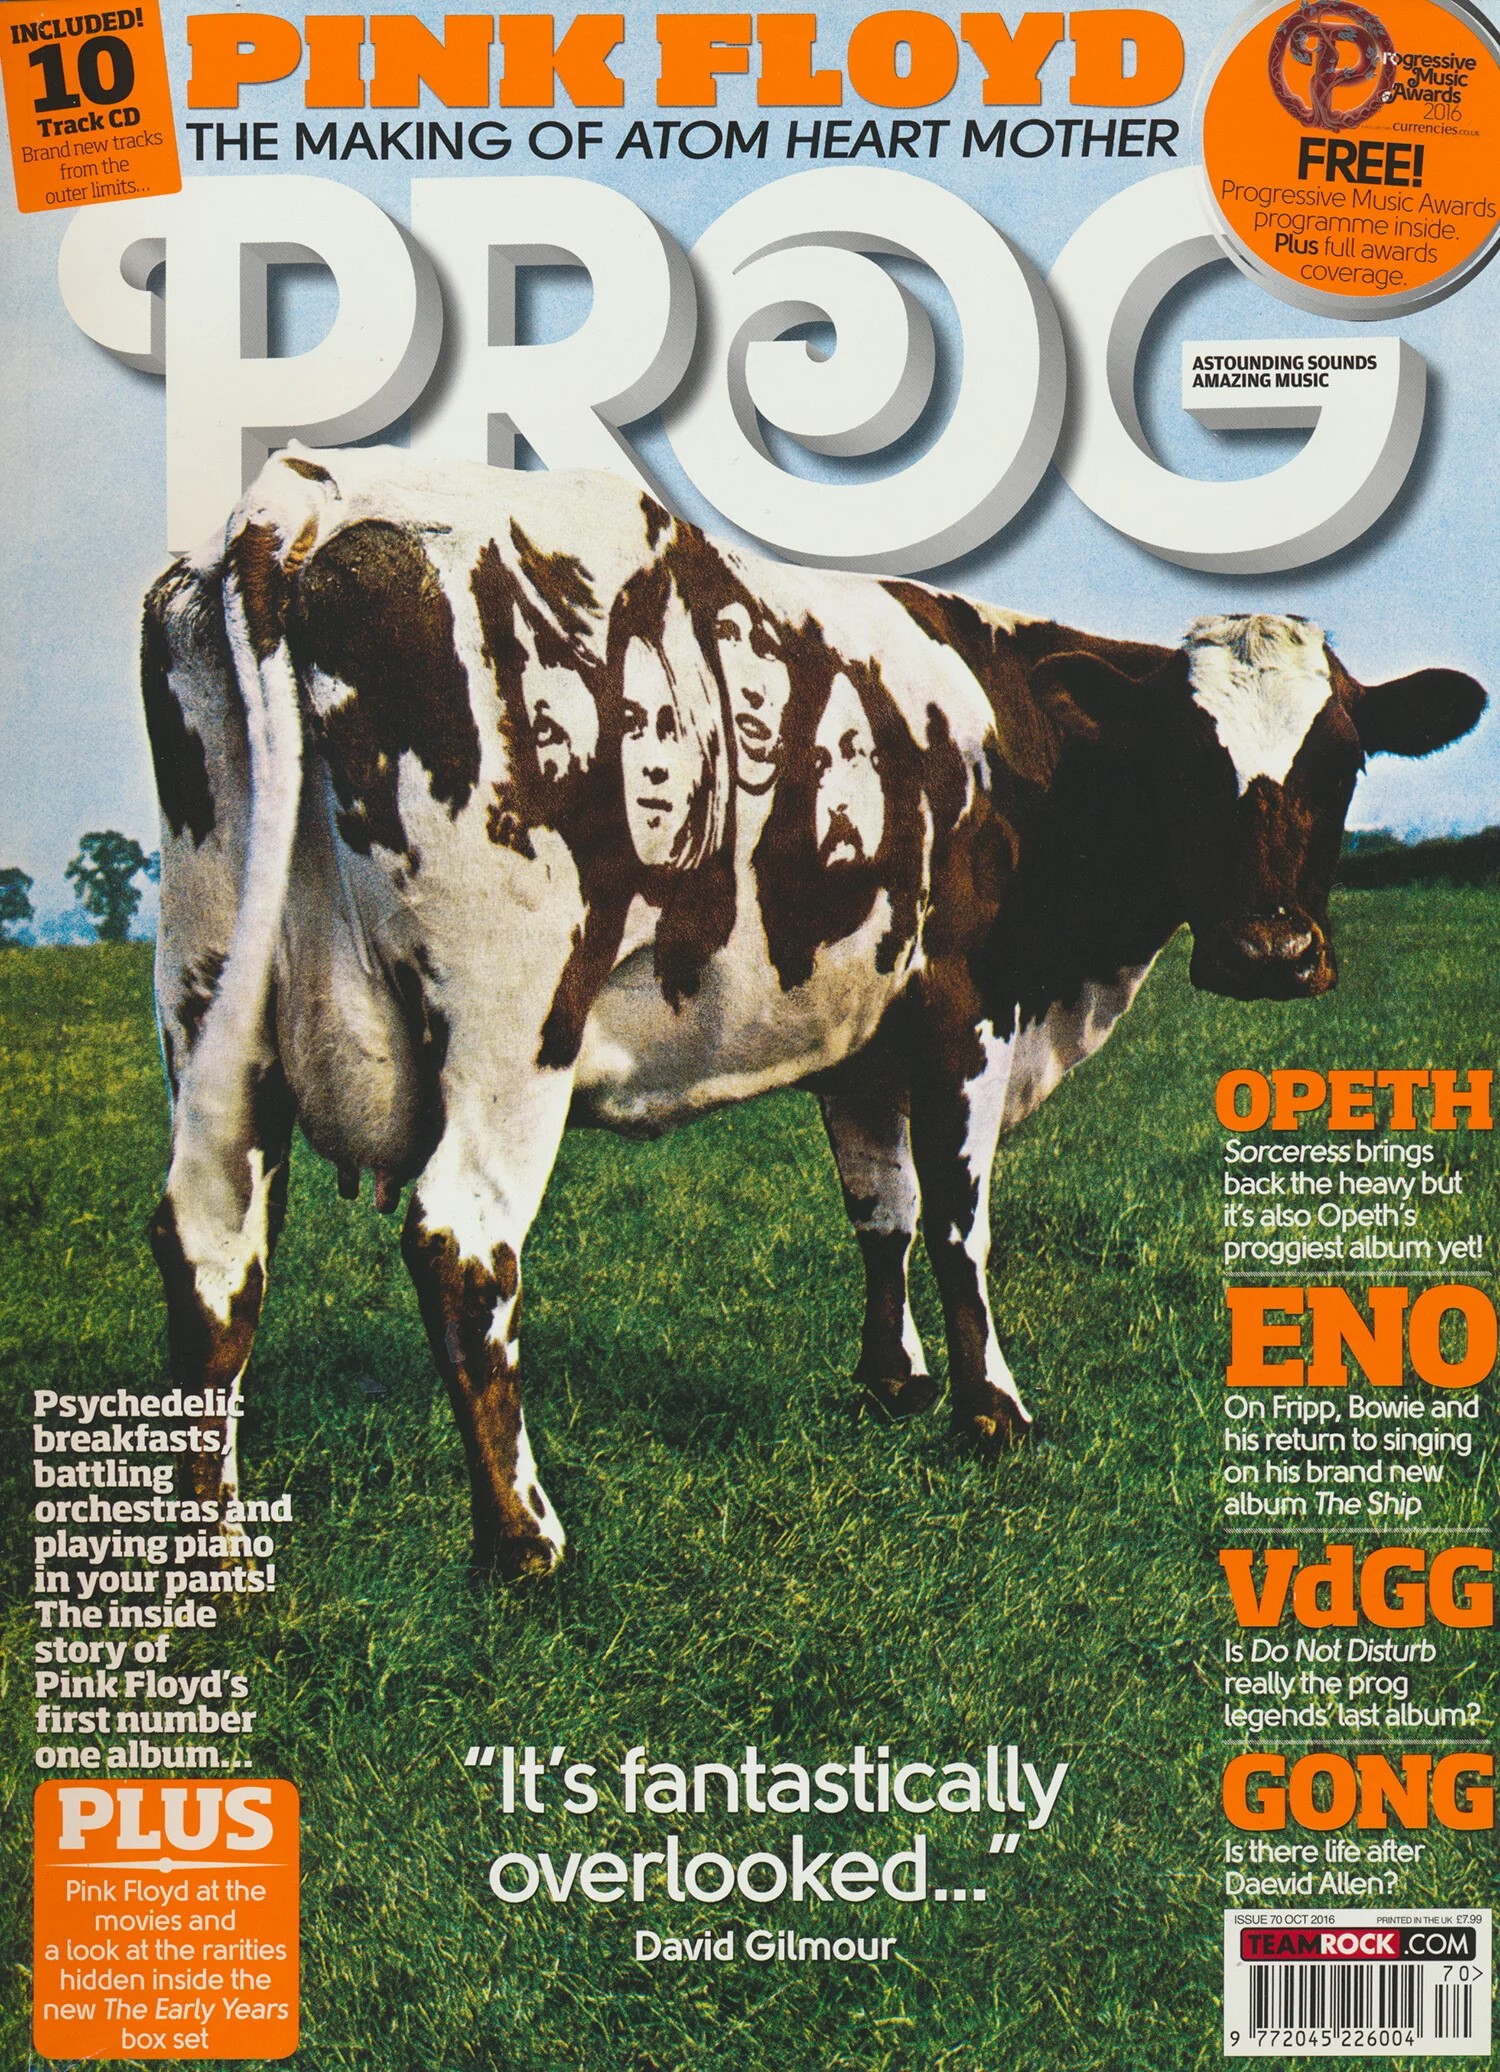 INCLUDED!
10
Track CD
Brand new tracks
from the
outer limits...
PINK FLOYD
THE MAKING OF ATOM HEART MOTHER
Progressive
Music
Awards
2016
currencies.co.uk
FREE!
Progressive Music Awards
programme inside.
Plus full awards
coverage.
PROG
ASTOUNDING SOUNDS
AMAZING MUSIC
OPETH
Sorceress brings
back the heavy but
it's also Opeth's
proggiest album yet!
ENO
On Fripp, Bowie and
his return to singing
on his brand new
album The Ship
VdGG
Is Do Not Disturb
really the prog
legends' last album?
GONG
Is there life after
Daevid Allen?
Psychedelic
breakfasts,
battling
orchestras and
playing piano
in your pants!
The inside
story of
Pink Floyd's
first number
one album...
PLUS
Pink Floyd at the
movies and
a look at the rarities
hidden inside the
new The Early Years
box set
"It's fantastically
overlooked..."
David Gilmour
ISSUE 70 OCT 2016 PRINTED IN THE UK £7.99
TEAMROCK.COM
70>
9 772045 226004